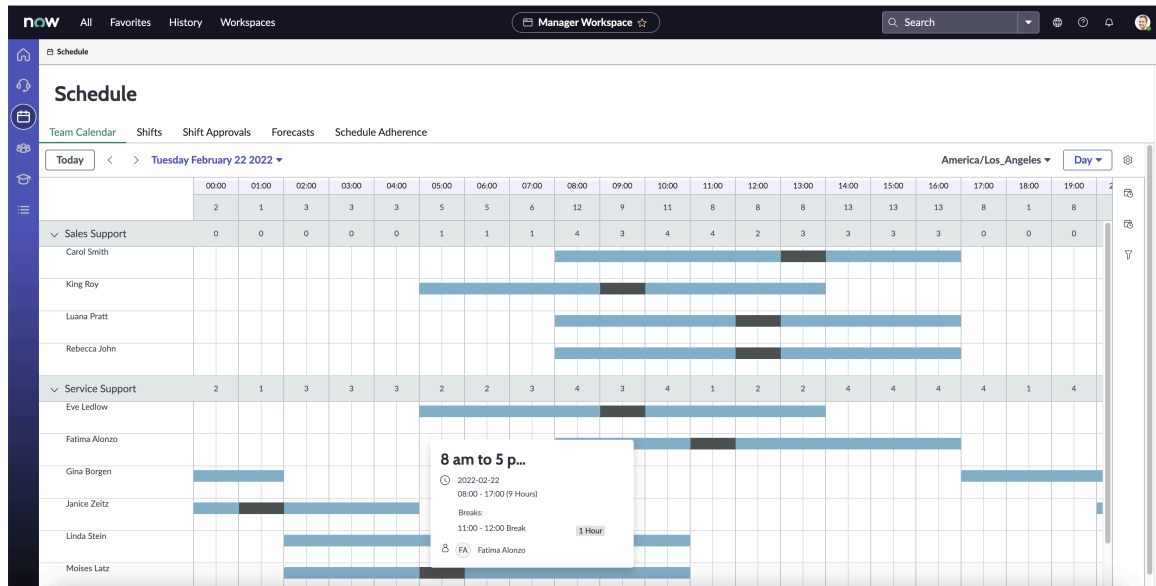 now All Favorites History Workspaces Manager Workspace Search
Schedule
Schedule
Team Calendar Shifts Shift Approvals Forecasts Schedule Adherence
Today Tuesday February 22 2022 America/Los_Angeles Day
00:00 01:00 02:00 03:00 04:00 05:00 06:00 07:00 08:00 09:00 10:00 11:00 12:00 13:00 14:00 15:00 16:00 17:00 18:00 19:00 2
2 1 3 3 3 5 5 6 12 9 11 8 8 8 13 13 13 8 1 8
Sales Support 0 0 0 0 0 1 1 1 4 3 4 4 2 3 3 3 3 0 0 0
Carol Smith
King Roy
Luana Pratt
Rebecca John
Service Support 2 1 3 3 3 2 2 3 4 3 4 1 2 2 4 4 4 4 1 4
Eve Ledlow
Fatima Alonzo
Gina Borgen
Janice Zeitz
Linda Stein
Moises Latz
8 am to 5 p...
2022-02-22
08:00 - 17:00 (9 Hours)
Breaks:
11:00 - 12:00 Break 1 Hour
FA Fatima Alonzo